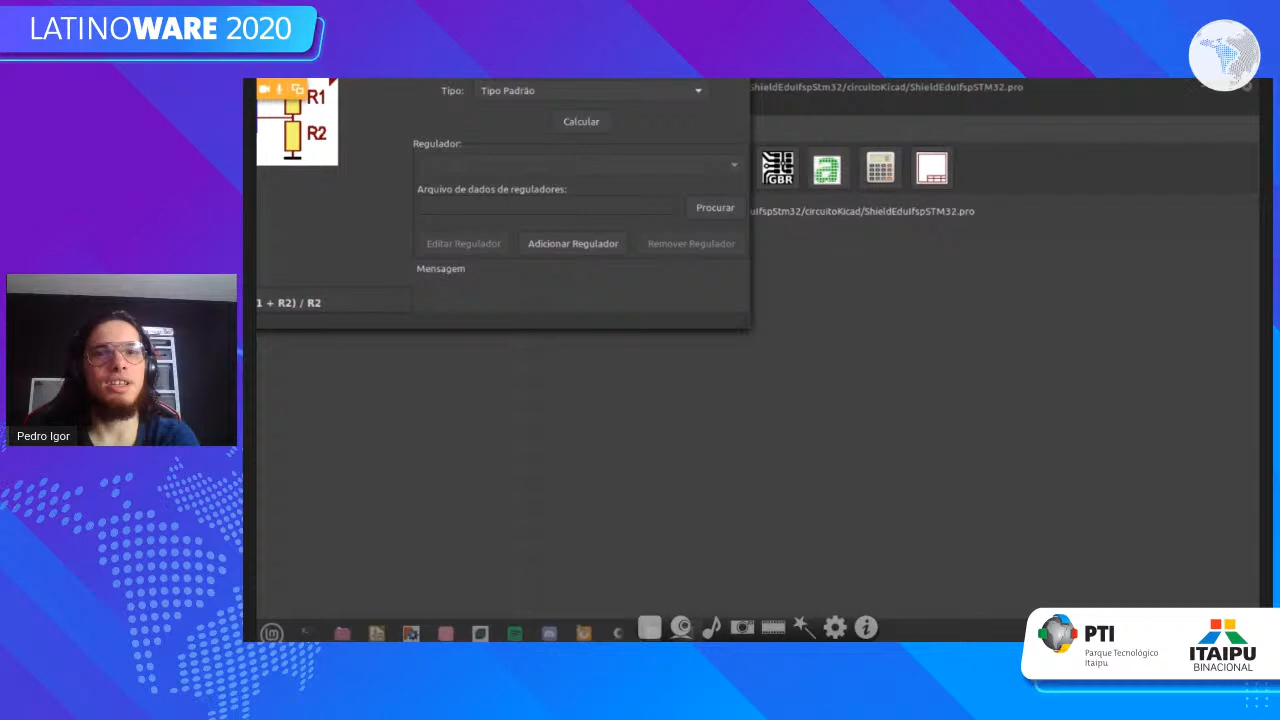 LATINOWARE 2020
R1
R2
Tipo:
Tipo Padrão
Calcular
Regulador:
Arquivo de dados de reguladores:
Procurar
Editar Regulador
Adicionar Regulador
Remover Regulador
Mensagem
1 + R2) / R2
ShieldEduIfspStm32/circuitoKicad/ShieldEduIfspSTM32.pro
GBR
a
uIfspStm32/circuitoKicad/ShieldEduIfspSTM32.pro
Pedro Igor
PTI
Parque Tecnológico
Itaipu
ITAIPU
BINACIONAL